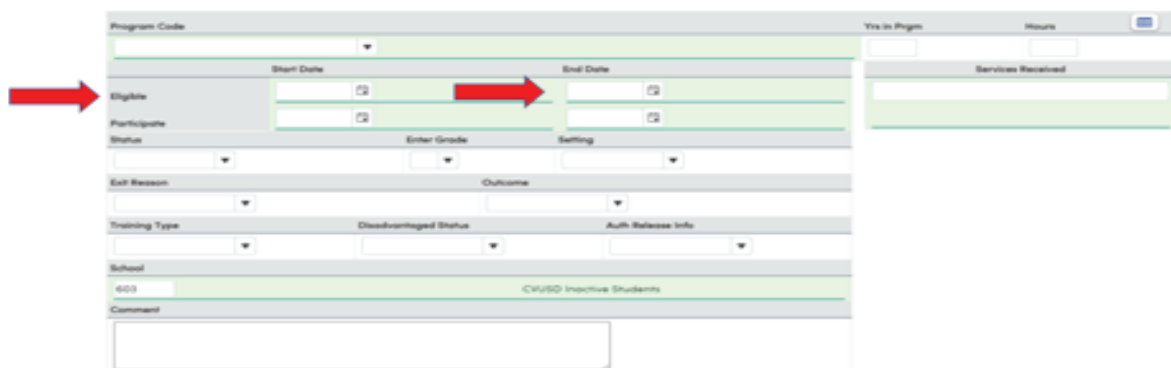 Program Code Yrs in Prgm Hours
Start Date End Date Services Received
Eligible
Participate
Status Enter Grade Setting
Exit Reason Outcome
Training Type Disadvantaged Status Auth Release Info
School
603 CVUSD Inactive Students
Comment